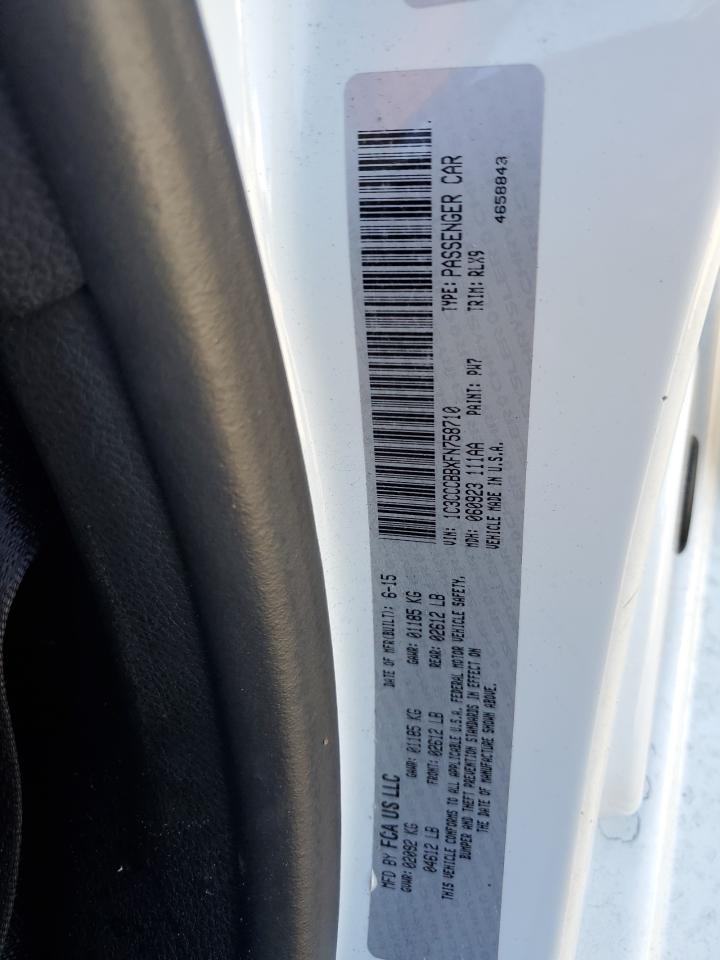 MFD BY FCA US LLC DATE OF MFR(BUILT): 6-15
GVWR: 02092 KG GAWR: 01185 KG GAWR: 01185 KG
04612 LB FRONT: 02612 LB REAR: 02612 LB
THIS VEHICLE CONFORMS TO ALL APPLICABLE U.S.A. FEDERAL MOTOR VEHICLE SAFETY,
BUMPER AND THEFT PREVENTION STANDARDS IN EFFECT ON
THE DATE OF MANUFACTURE SHOWN ABOVE.
VIN: 1C3CCCBBXFN758710 TYPE: PASSENGER CAR
MDH: 060923 111AA PAINT: PW7 TRIM: RLX9
VEHICLE MADE IN U.S.A. 4658843